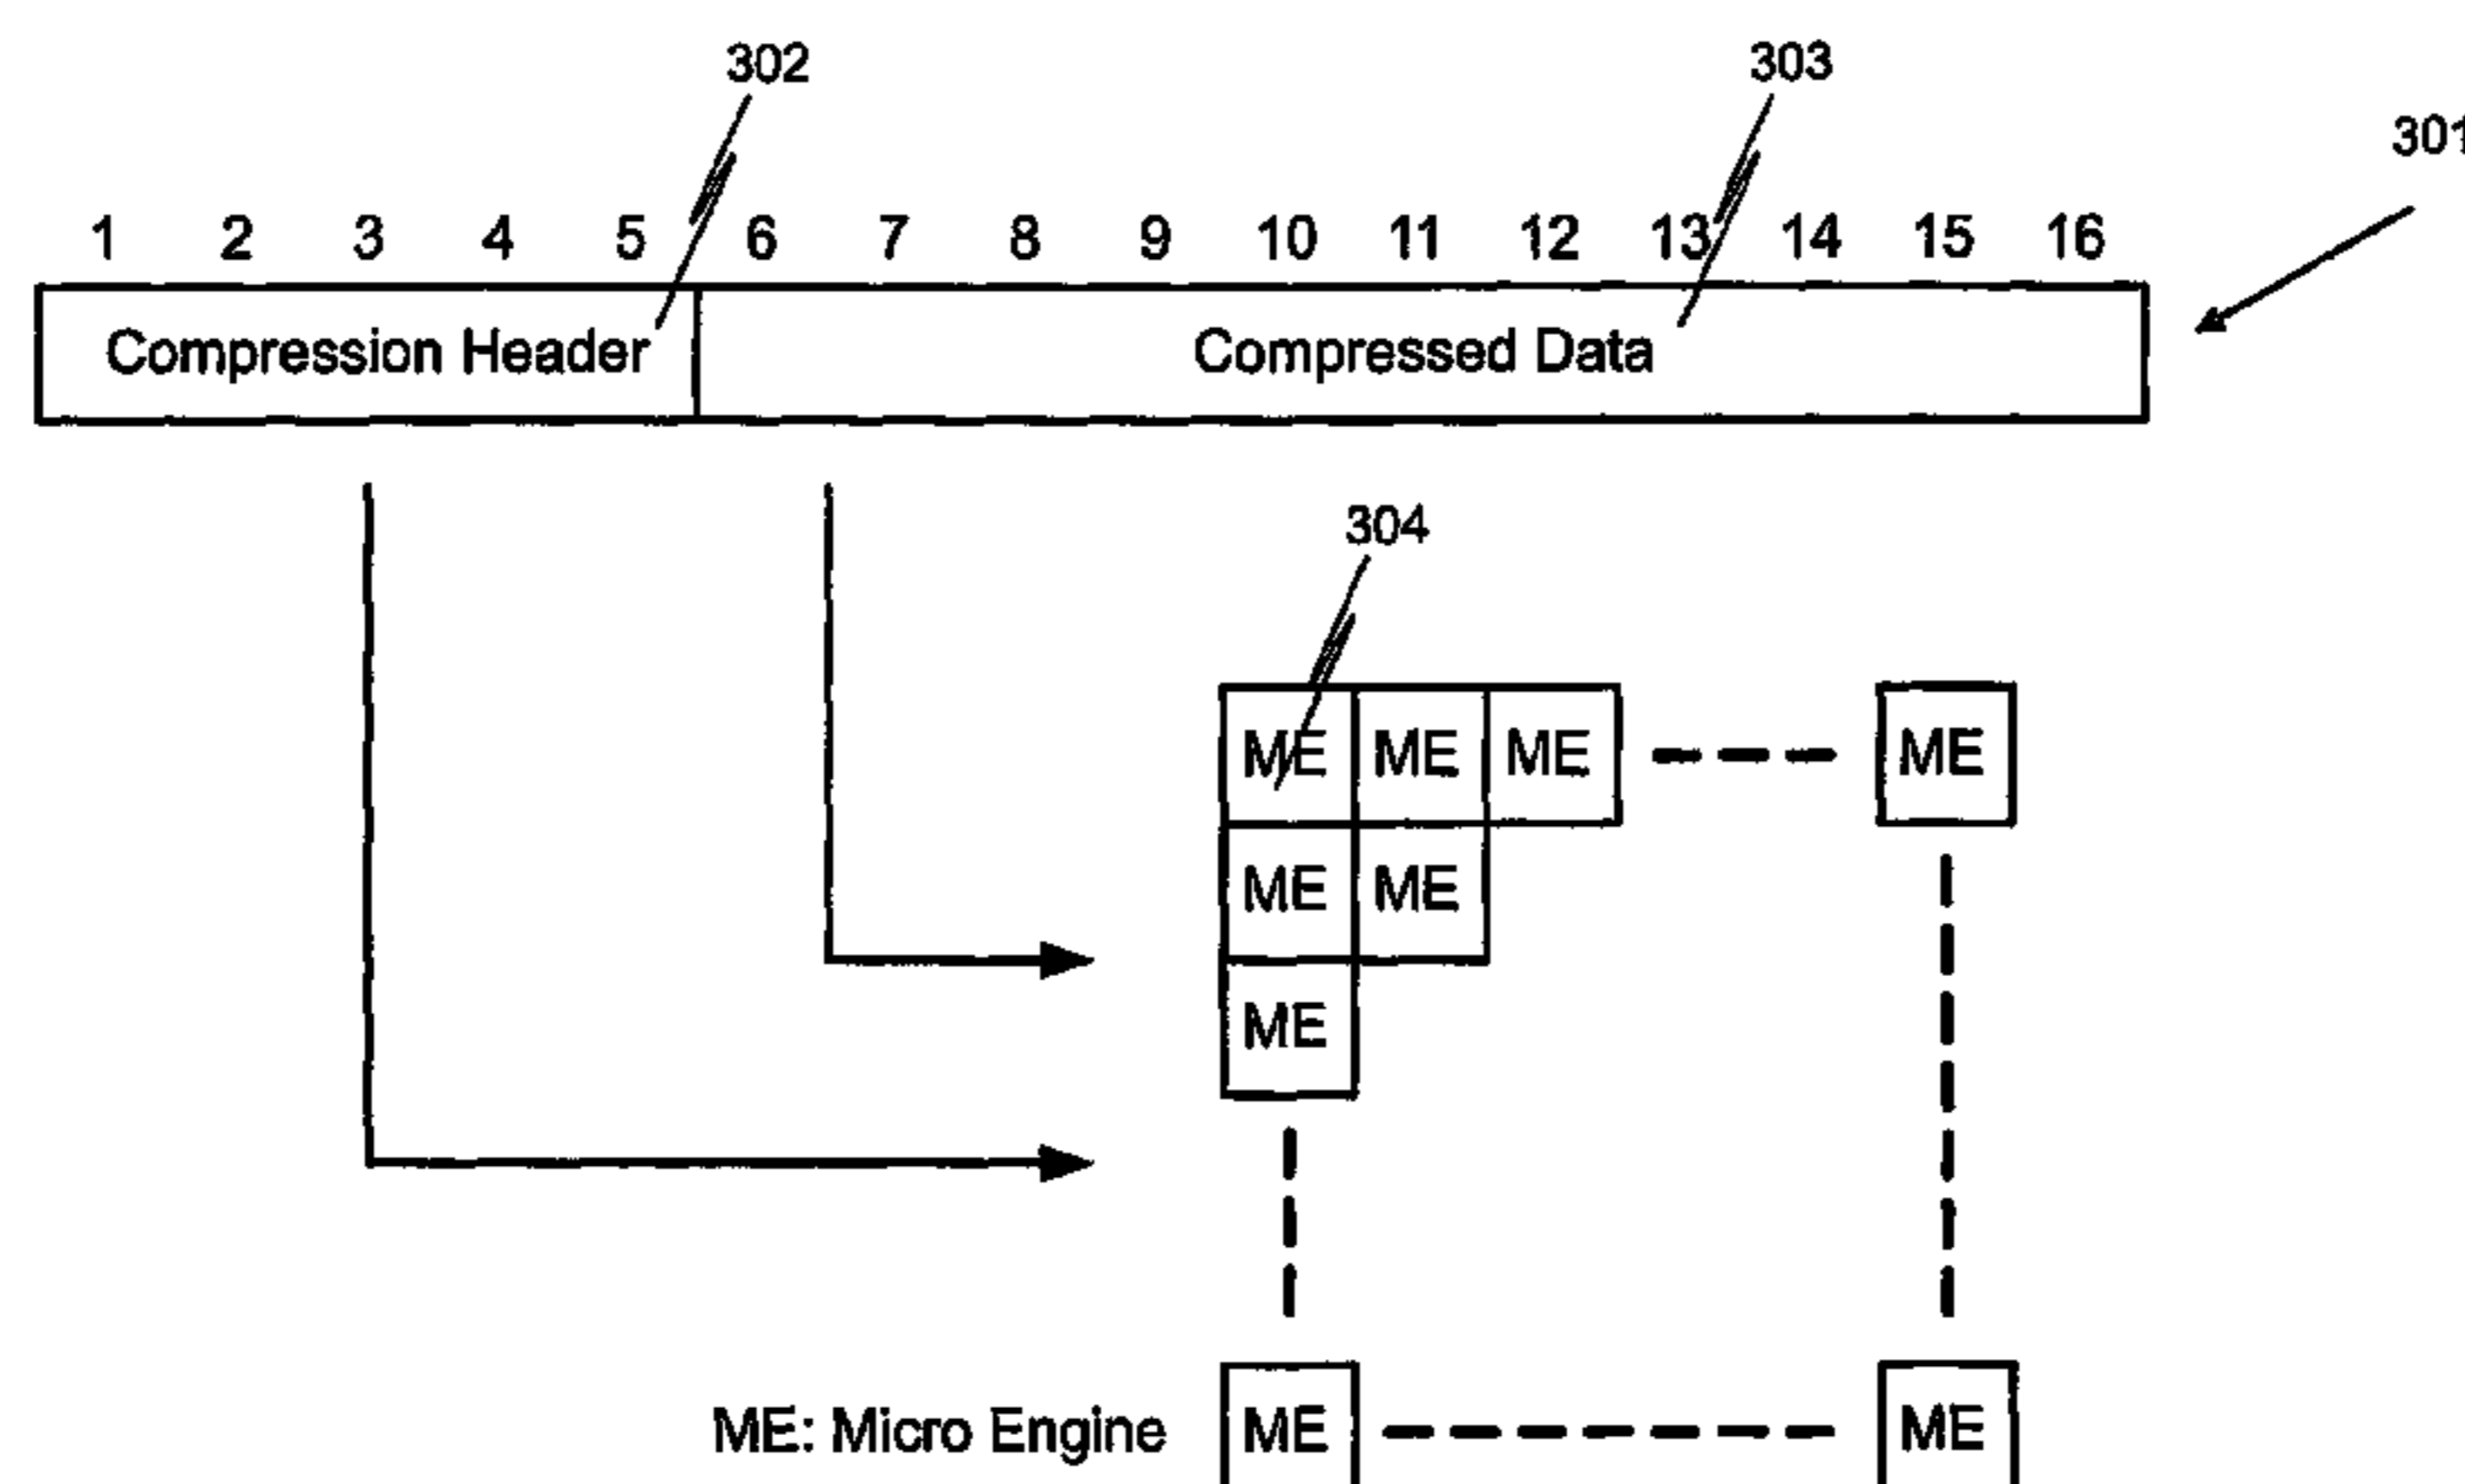 302
303
301
1 2 3 4 5 6 7 8 9 10 11 12 13 14 15 16
Compression Header Compressed Data
304
ME ME ME ME
ME ME
ME
ME: Micro Engine ME ME